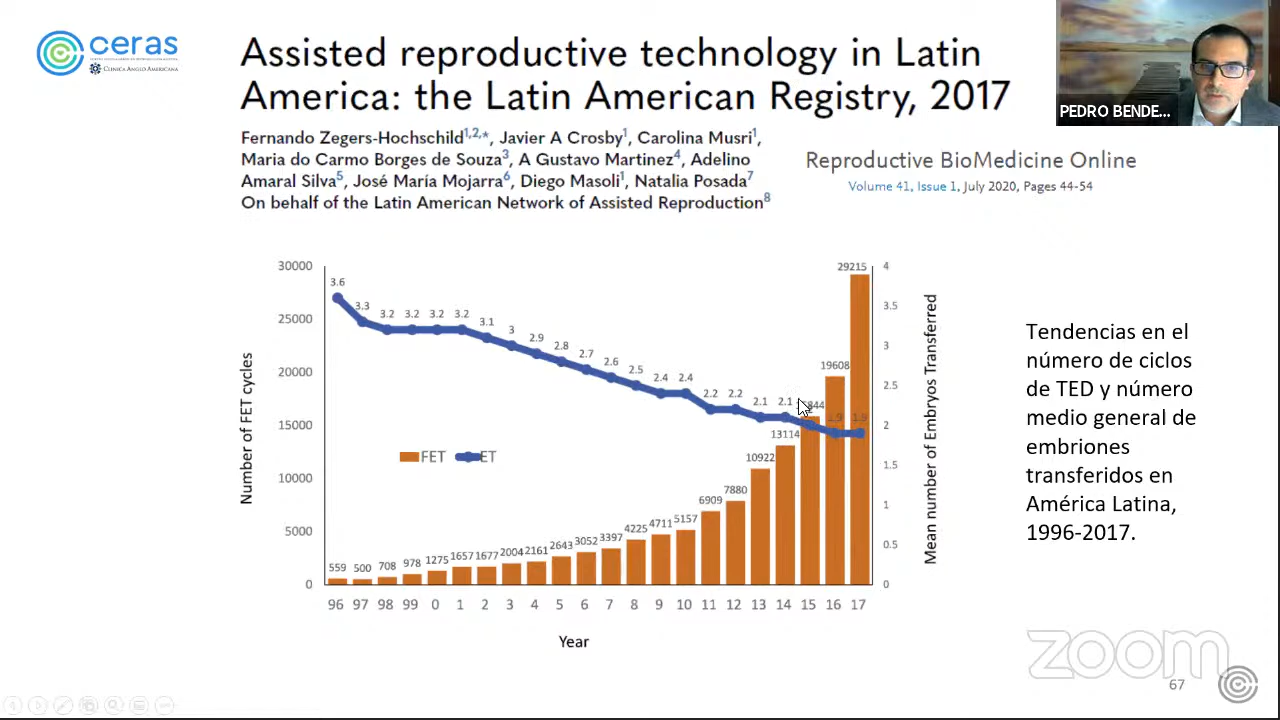 ceras
CLINICA ANGLO AMERICANA
Assisted reproductive technology in Latin
America: the Latin American Registry, 2017
PEDRO BENDE...
Fernando Zegers-Hochschild1,2,*, Javier A Crosby1, Carolina Musri1,
Maria do Carmo Borges de Souza3, A Gustavo Martinez4, Adelino
Amaral Silva5, José María Mojarra6, Diego Masoli1, Natalia Posada7
On behalf of the Latin American Network of Assisted Reproduction8
Reproductive BioMedicine Online
Volume 41, Issue 1, July 2020, Pages 44-54
Number of FET cycles
30000
25000
20000
15000
10000
5000
0
3.6
3.3
3.2
3.2
3.2
3.2
3.1
3
2.9
2.8
2.7
2.6
2.5
2.4
2.4
2.2
2.2
2.1
2.1
1.9
1.9
FET
ET
559
500
708
978
1275
1657
1677
2004
2161
2643
3052
3397
4225
4711
5157
6909
7880
10922
13114
19608
29215
4
3.5
3
2.5
2
1.5
1
0.5
0
Mean number of Embryos Transferred
96 97 98 99 0 1 2 3 4 5 6 7 8 9 10 11 12 13 14 15 16 17
Year
Tendencias en el
número de ciclos
de TED y número
medio general de
embriones
transferidos en
América Latina,
1996-2017.
zoom
67